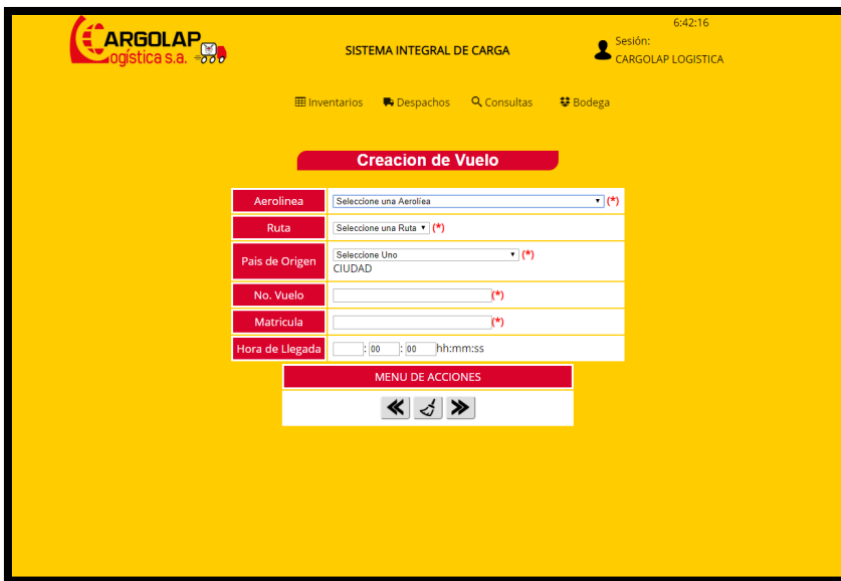 6:42:16
CARGOLAP
Logística s.a.
SISTEMA INTEGRAL DE CARGA
Sesión:
CARGOLAP LOGISTICA
Inventarios Despachos Consultas Bodega
Creacion de Vuelo
Aerolinea Seleccione una Aerolíea (*)
Ruta Seleccione una Ruta (*)
Pais de Origen Seleccione Uno (*)
CIUDAD
No. Vuelo (*)
Matricula (*)
Hora de Llegada : 00 : 00 hh:mm:ss
MENU DE ACCIONES